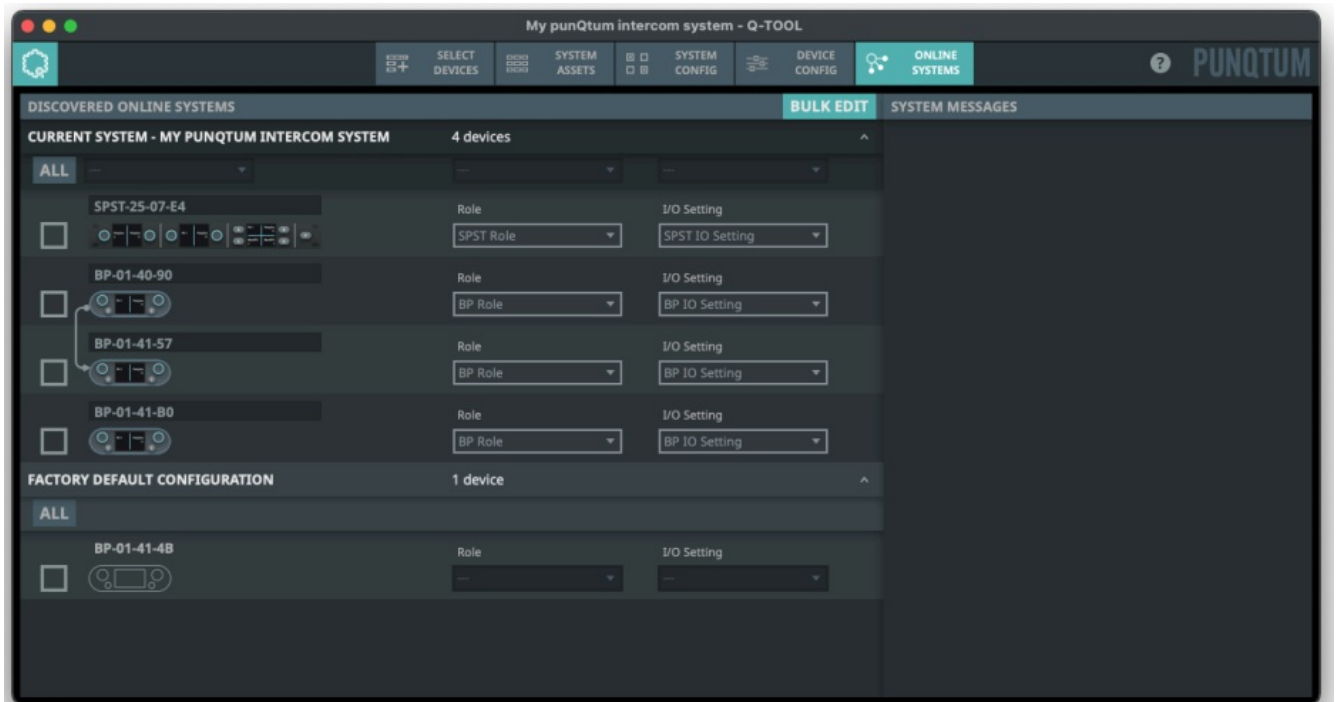 My punQtum intercom system - Q-TOOL
SELECT DEVICES
SYSTEM ASSETS
SYSTEM CONFIG
DEVICE CONFIG
ONLINE SYSTEMS
?
PUNQTUM
DISCOVERED ONLINE SYSTEMS BULK EDIT SYSTEM MESSAGES
CURRENT SYSTEM - MY PUNQTUM INTERCOM SYSTEM 4 devices
ALL --- --- ---
SPST-25-07-E4 Role I/O Setting
SPST Role SPST IO Setting
BP-01-40-90 Role I/O Setting
BP Role BP IO Setting
BP-01-41-57 Role I/O Setting
BP Role BP IO Setting
BP-01-41-B0 Role I/O Setting
BP Role BP IO Setting
FACTORY DEFAULT CONFIGURATION 1 device
ALL
BP-01-41-4B Role I/O Setting
--- ---